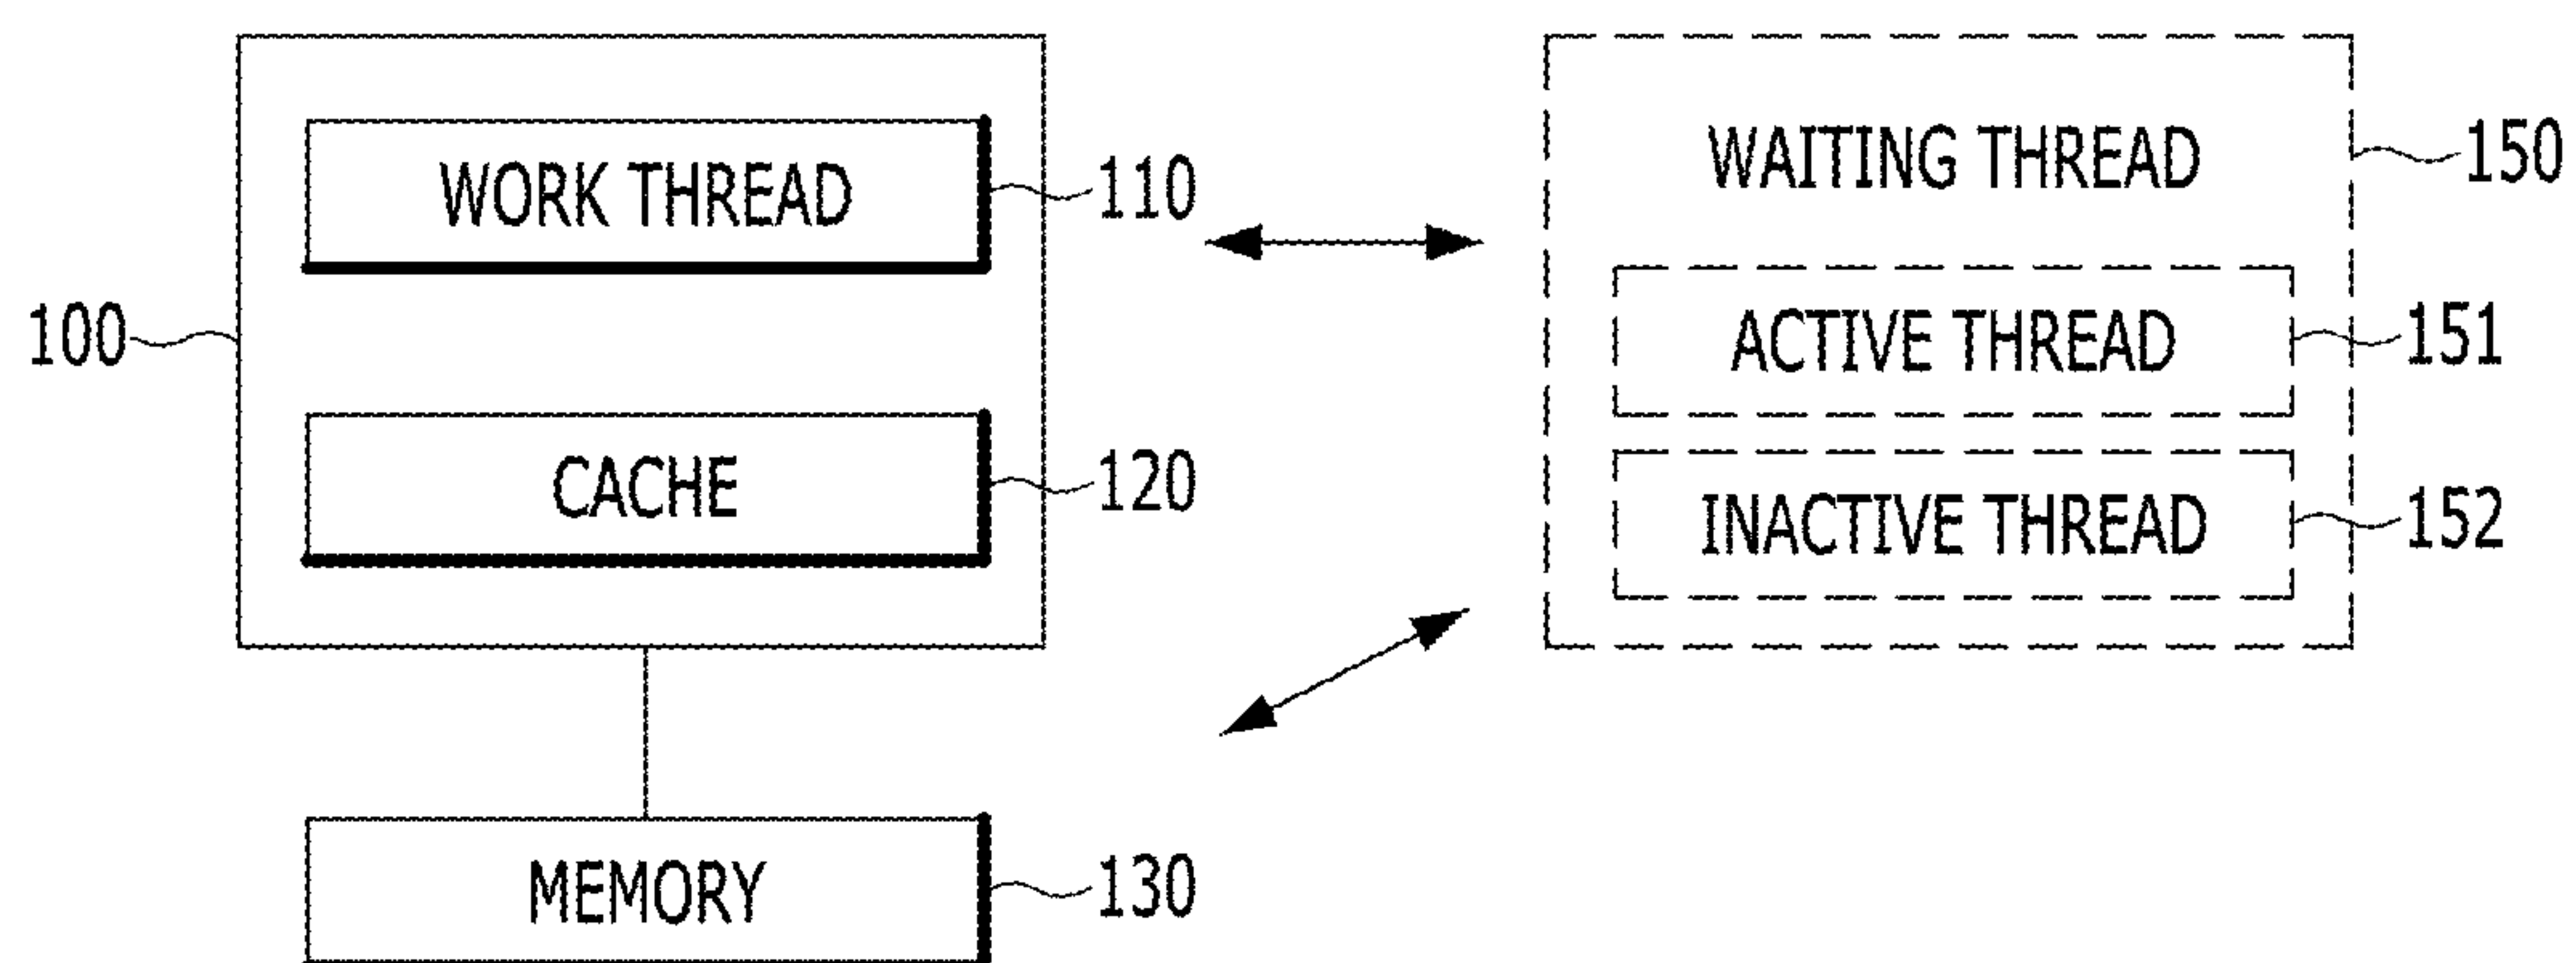 WORK THREAD
110
100
CACHE
120
MEMORY
130
WAITING THREAD
150
ACTIVE THREAD
151
INACTIVE THREAD
152